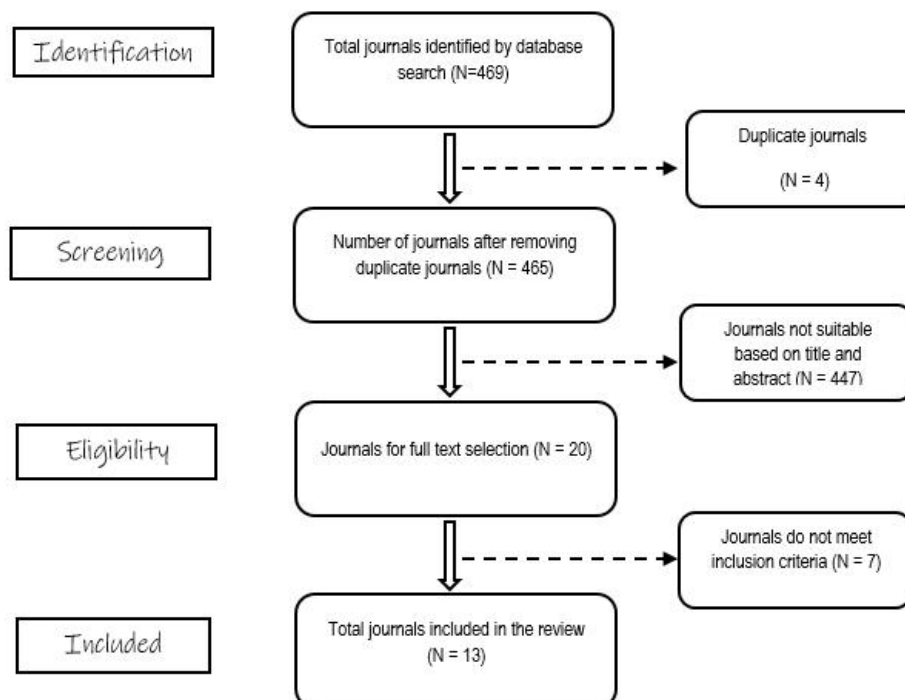 Identification
Total journals identified by database
search (N=469)
Duplicate journals
(N = 4)
Screening
Number of journals after removing
duplicate journals (N = 465)
Journals not suitable
based on title and
abstract (N = 447)
Eligibility
Journals for full text selection (N = 20)
Journals do not meet
inclusion criteria (N = 7)
Included
Total journals included in the review
(N = 13)